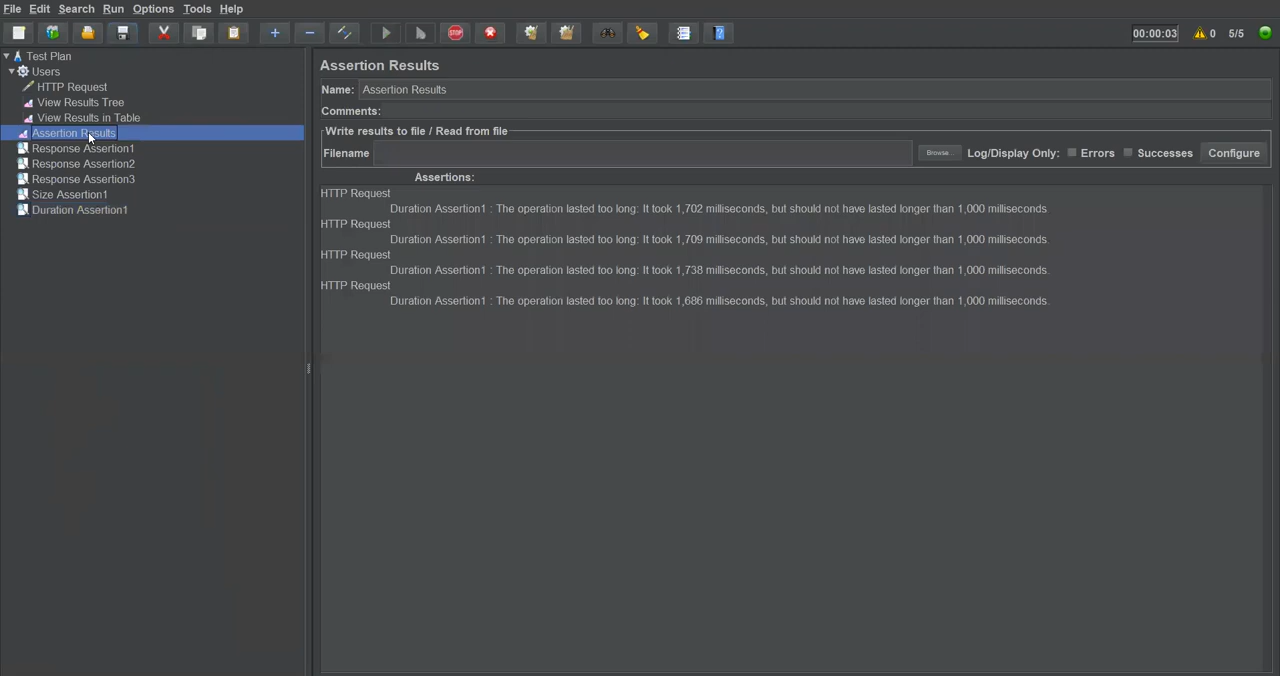 File Edit Search Run Options Tools Help
STOP 00:00:03 0 5/5
Test Plan
Users
HTTP Request
View Results Tree
View Results in Table
Assertion Results
Response Assertion1
Response Assertion2
Response Assertion3
Size Assertion1
Duration Assertion1
Assertion Results
Name: Assertion Results
Comments:
Write results to file / Read from file
Filename Browse... Log/Display Only: Errors Successes Configure
Assertions:
HTTP Request
Duration Assertion1 : The operation lasted too long: It took 1,702 milliseconds, but should not have lasted longer than 1,000 milliseconds.
HTTP Request
Duration Assertion1 : The operation lasted too long: It took 1,709 milliseconds, but should not have lasted longer than 1,000 milliseconds.
HTTP Request
Duration Assertion1 : The operation lasted too long: It took 1,738 milliseconds, but should not have lasted longer than 1,000 milliseconds.
HTTP Request
Duration Assertion1 : The operation lasted too long: It took 1,686 milliseconds, but should not have lasted longer than 1,000 milliseconds.